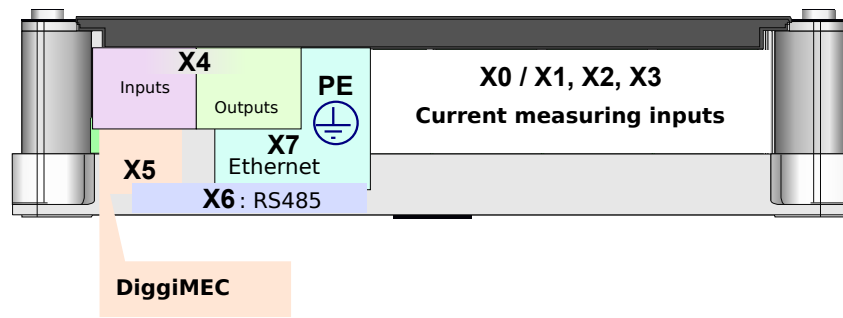 X4
Inputs
Outputs
PE
X0 / X1, X2, X3
Current measuring inputs
X5
X7
Ethernet
X6 : RS485
DiggiMEC